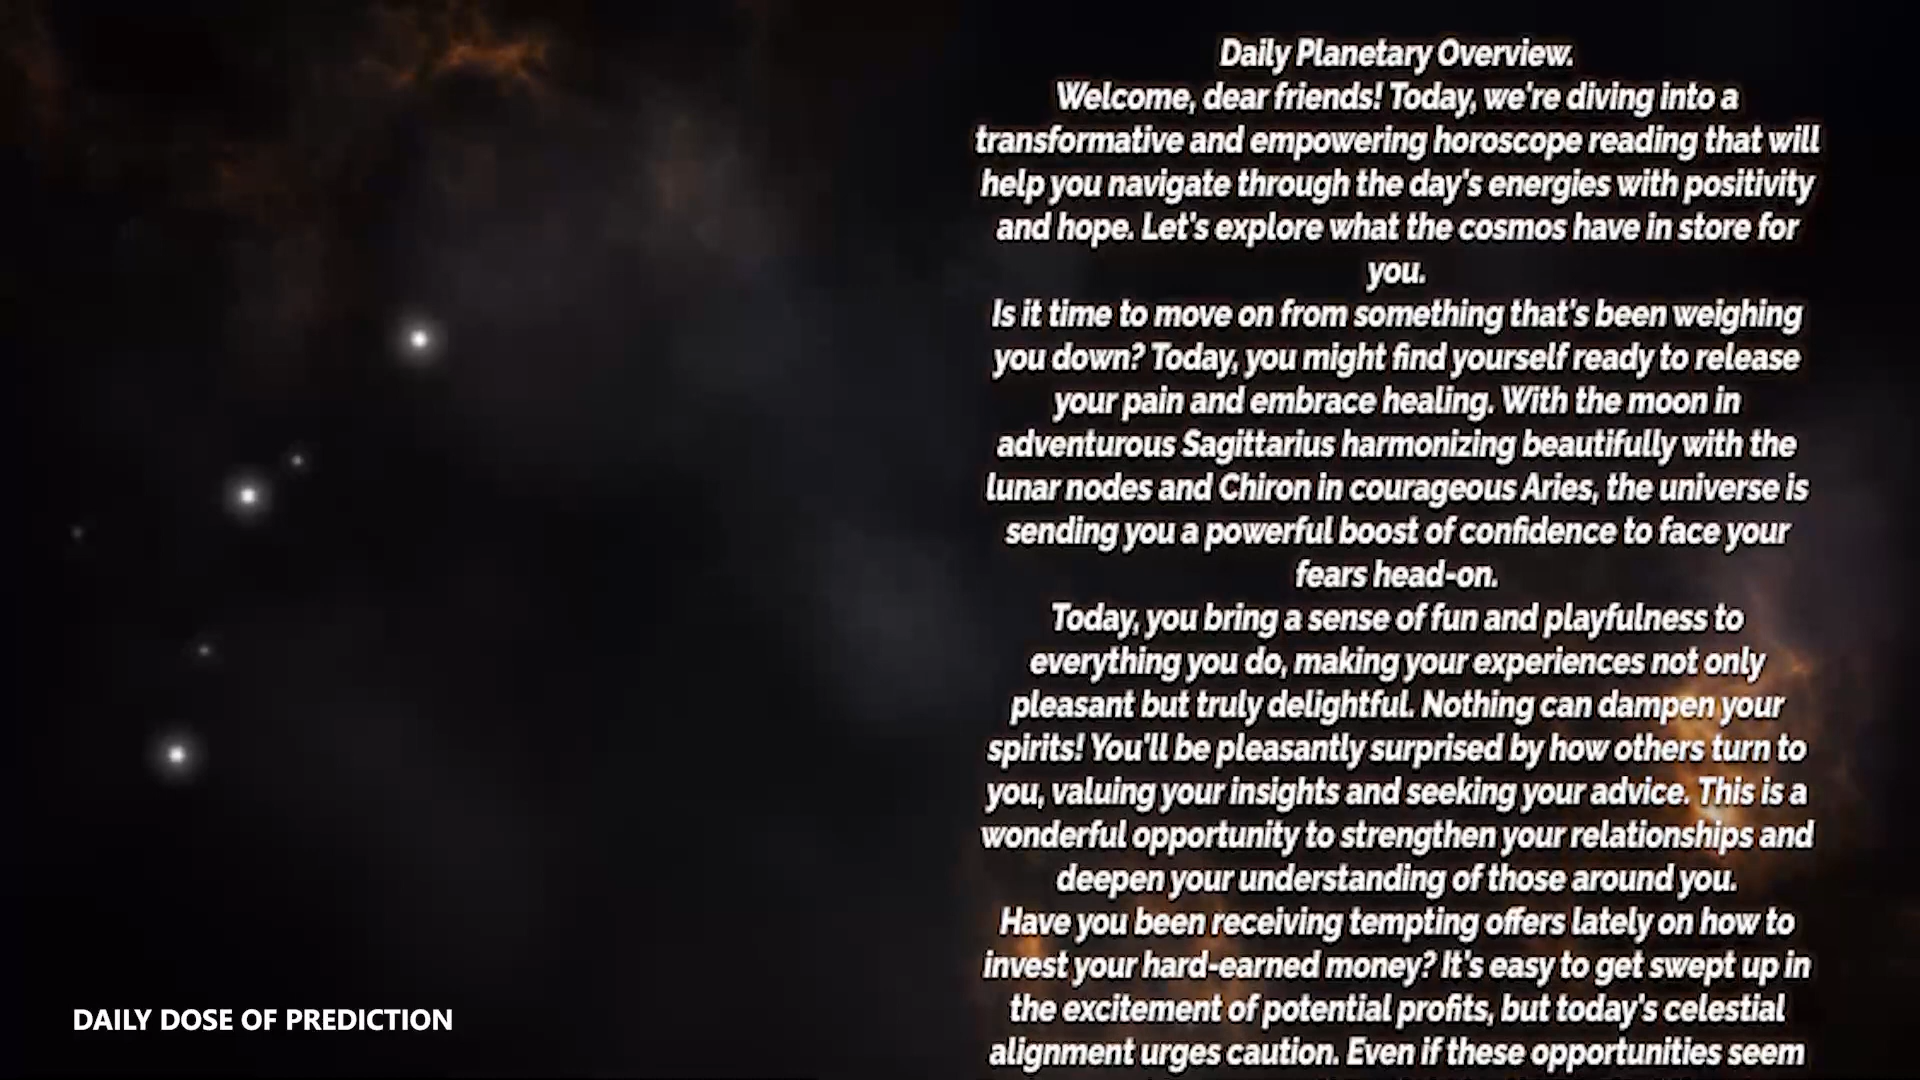 Daily Planetary Overview.
Welcome, dear friends! Today, we're diving into a
transformative and empowering horoscope reading that will
help you navigate through the day's energies with positivity
and hope. Let's explore what the cosmos have in store for
you.
Is it time to move on from something that's been weighing
you down? Today, you might find yourself ready to release
your pain and embrace healing. With the moon in
adventurous Sagittarius harmonizing beautifully with the
lunar nodes and Chiron in courageous Aries, the universe is
sending you a powerful boost of confidence to face your
fears head-on.
Today, you bring a sense of fun and playfulness to
everything you do, making your experiences not only
pleasant but truly delightful. Nothing can dampen your
spirits! You'll be pleasantly surprised by how others turn to
you, valuing your insights and seeking your advice. This is a
wonderful opportunity to strengthen your relationships and
deepen your understanding of those around you.
Have you been receiving tempting offers lately on how to
invest your hard-earned money? It's easy to get swept up in
the excitement of potential profits, but today's celestial
alignment urges caution. Even if these opportunities seem
DAILY DOSE OF PREDICTION